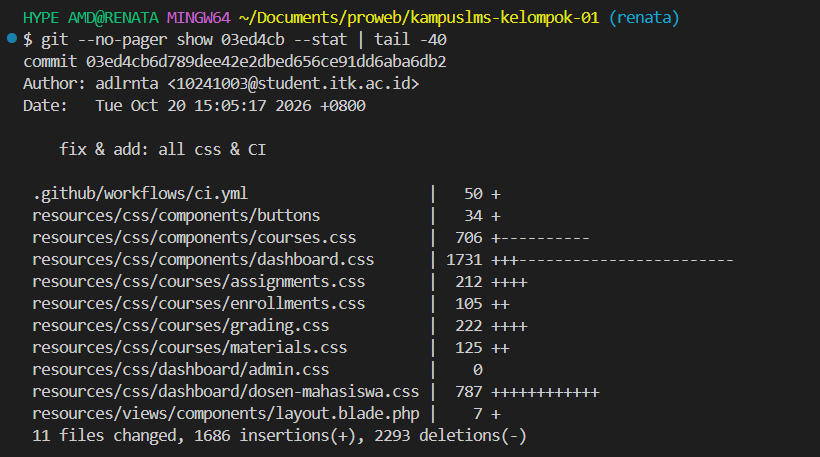 HYPE AMD@RENATA MINGW64 ~/Documents/proweb/kampuslms-kelompok-01 (renata)
$ git --no-pager show 03ed4cb --stat | tail -40
commit 03ed4cb6d789dee42e2dbed656ce91dd6aba6db2
Author: adlrnta <10241003@student.itk.ac.id>
Date:   Tue Oct 20 15:05:17 2026 +0800

    fix & add: all css & CI

 .github/workflows/ci.yml                    |   50 +
 resources/css/components/buttons            |   34 +
 resources/css/components/courses.css        |  706 +----------
 resources/css/components/dashboard.css      | 1731 +++-------------------------
 resources/css/courses/assignments.css       |  212 ++++
 resources/css/courses/enrollments.css       |  105 ++
 resources/css/courses/grading.css           |  222 ++++
 resources/css/courses/materials.css         |  125 ++
 resources/css/dashboard/admin.css           |    0
 resources/css/dashboard/dosen-mahasiswa.css |  787 ++++++++++++
 resources/views/components/layout.blade.php |    7 +
 11 files changed, 1686 insertions(+), 2293 deletions(-)